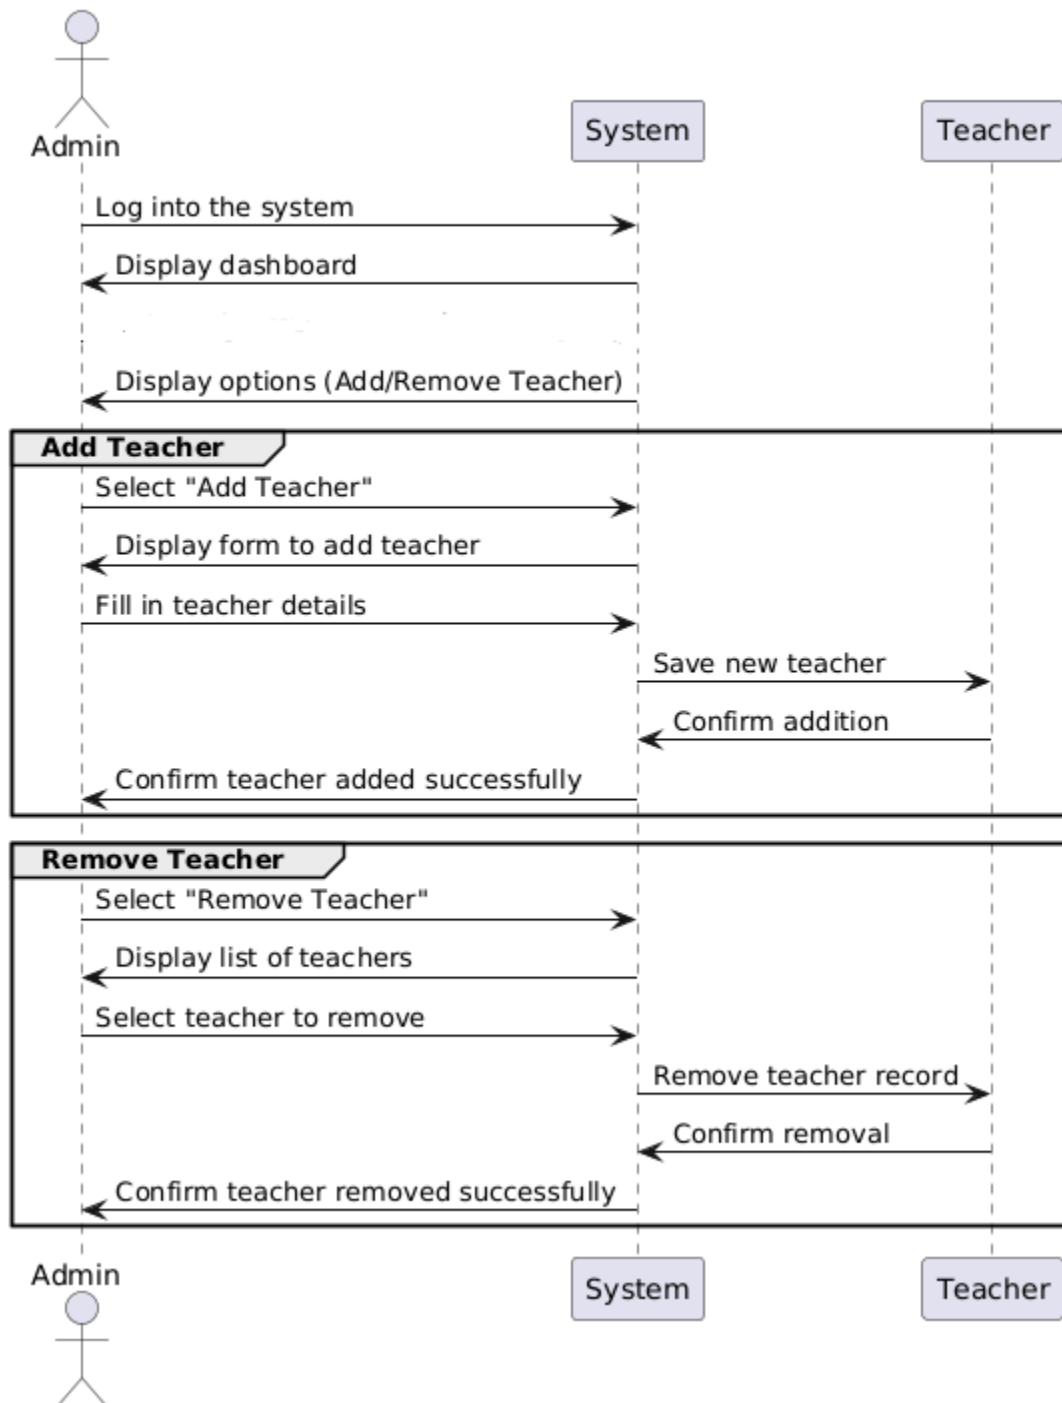 Admin
System
Teacher
Log into the system
Display dashboard
Display options (Add/Remove Teacher)
Add Teacher
Select "Add Teacher"
Display form to add teacher
Fill in teacher details
Save new teacher
Confirm addition
Confirm teacher added successfully
Remove Teacher
Select "Remove Teacher"
Display list of teachers
Select teacher to remove
Remove teacher record
Confirm removal
Confirm teacher removed successfully
Admin
System
Teacher